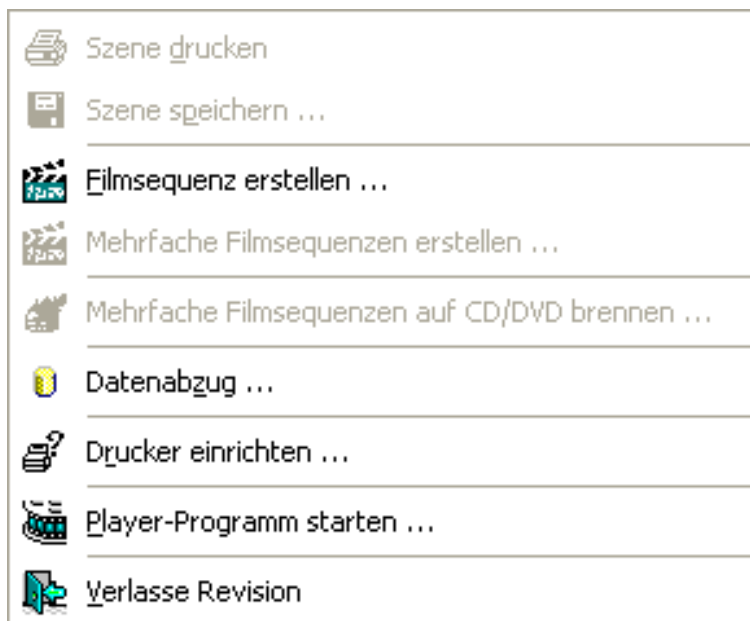 Szene drucken
Szene speichern ...
Filmsequenz erstellen ...
Mehrfache Filmsequenzen erstellen ...
Mehrfache Filmsequenzen auf CD/DVD brennen ...
Datenabzug ...
Drucker einrichten ...
Player-Programm starten ...
Verlasse Revision